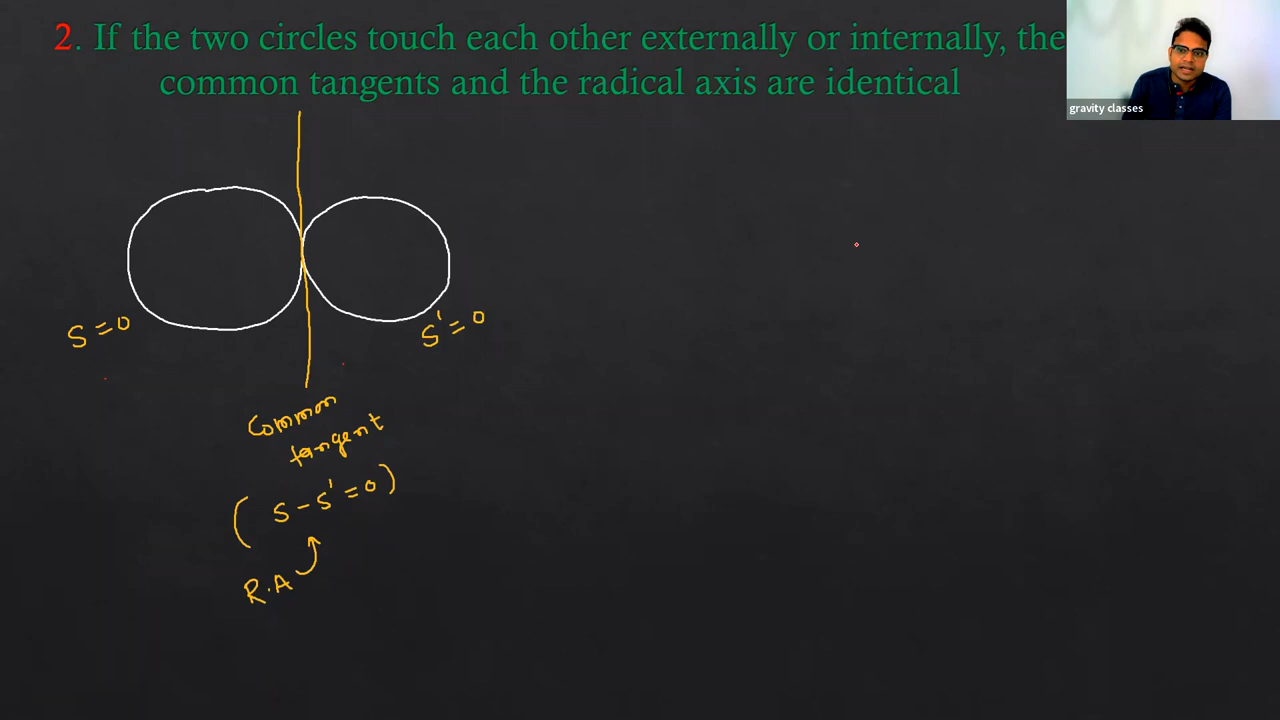 2. If the two circles touch each other externally or internally, the
common tangents and the radical axis are identical
gravity classes
S = 0
S' = 0
Common
tangent
( S - S' = 0 )
R.A